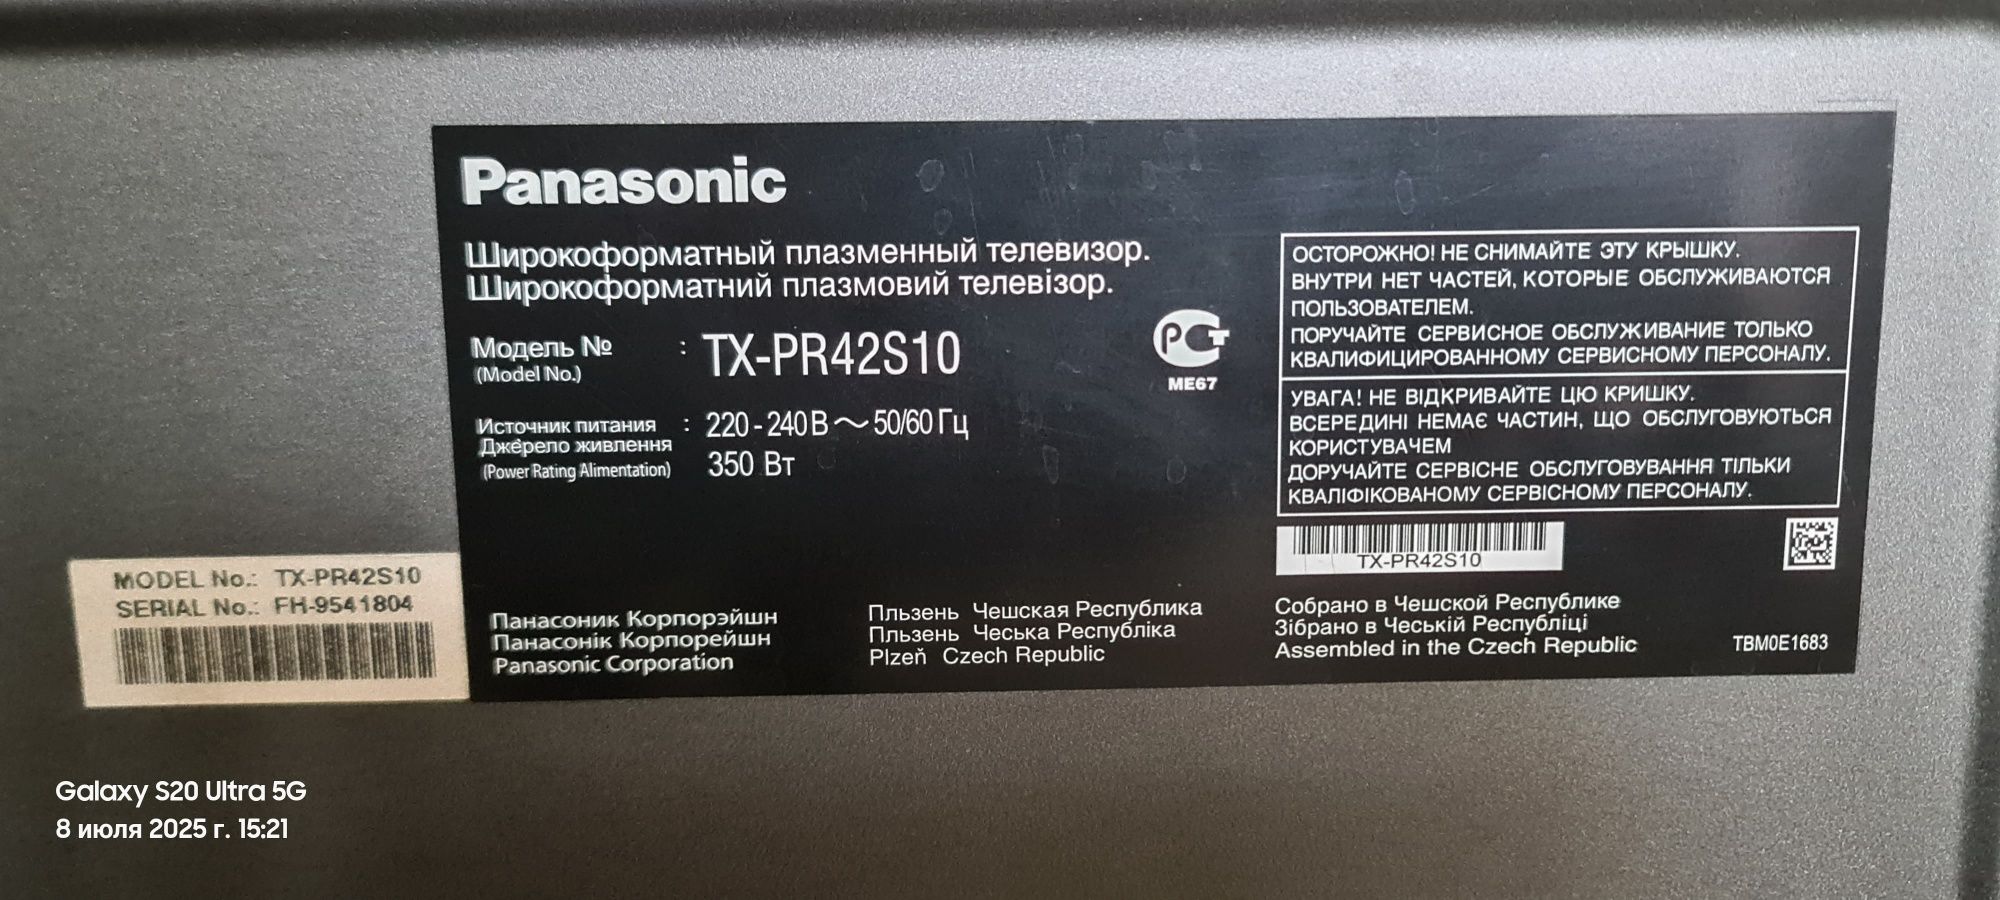 Panasonic
Широкоформатный плазменный телевизор.
Широкоформатний плазмовий телевізор.
Модель № : TX-PR42S10
(Model No.)
Источник питания : 220 - 240 В ~ 50/60 Гц
Джерело живлення
(Power Rating Alimentation) 350 Вт
РСТ
ME67
ОСТОРОЖНО! НЕ СНИМАЙТЕ ЭТУ КРЫШКУ.
ВНУТРИ НЕТ ЧАСТЕЙ, КОТОРЫЕ ОБСЛУЖИВАЮТСЯ
ПОЛЬЗОВАТЕЛЕМ.
ПОРУЧАЙТЕ СЕРВИСНОЕ ОБСЛУЖИВАНИЕ ТОЛЬКО
КВАЛИФИЦИРОВАННОМУ СЕРВИСНОМУ ПЕРСОНАЛУ.
УВАГА! НЕ ВІДКРИВАЙТЕ ЦЮ КРИШКУ.
ВСЕРЕДИНІ НЕМАЄ ЧАСТИН, ЩО ОБСЛУГОВУЮТЬСЯ
КОРИСТУВАЧЕМ
ДОРУЧАЙТЕ СЕРВІСНЕ ОБСЛУГОВУВАННЯ ТІЛЬКИ
КВАЛІФІКОВАНОМУ СЕРВІСНОМУ ПЕРСОНАЛУ.
TX-PR42S10
MODEL No.: TX-PR42S10
SERIAL No.: FH-9541804
Панасоник Корпорэйшн
Панасонік Корпорейшн
Panasonic Corporation
Пльзень Чешская Республика
Пльзень Чеська Республіка
Plzeň Czech Republic
Собрано в Чешской Республике
Зібрано в Чеській Республіці
Assembled in the Czech Republic
TBM0E1683
Galaxy S20 Ultra 5G
8 июля 2025 г. 15:21